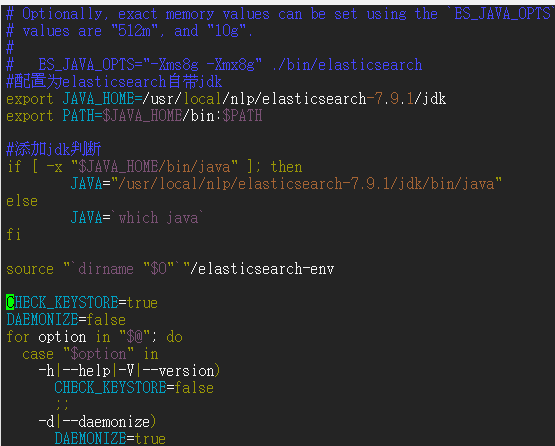 # Optionally, exact memory values can be set using the `ES_JAVA_OPTS`
# values are "512m", and "10g".
#
#   ES_JAVA_OPTS="-Xms8g -Xmx8g" ./bin/elasticsearch
#配置为elasticsearch自带jdk
export JAVA_HOME=/usr/local/nlp/elasticsearch-7.9.1/jdk
export PATH=$JAVA_HOME/bin:$PATH

#添加jdk判断
if [ -x "$JAVA_HOME/bin/java" ]; then
        JAVA="/usr/local/nlp/elasticsearch-7.9.1/jdk/bin/java"
else
        JAVA=`which java`
fi

source "`dirname "$0"`"/elasticsearch-env

CHECK_KEYSTORE=true
DAEMONIZE=false
for option in "$@"; do
  case "$option" in
    -h|--help|-V|--version)
      CHECK_KEYSTORE=false
      ;;
    -d|--daemonize)
      DAEMONIZE=true